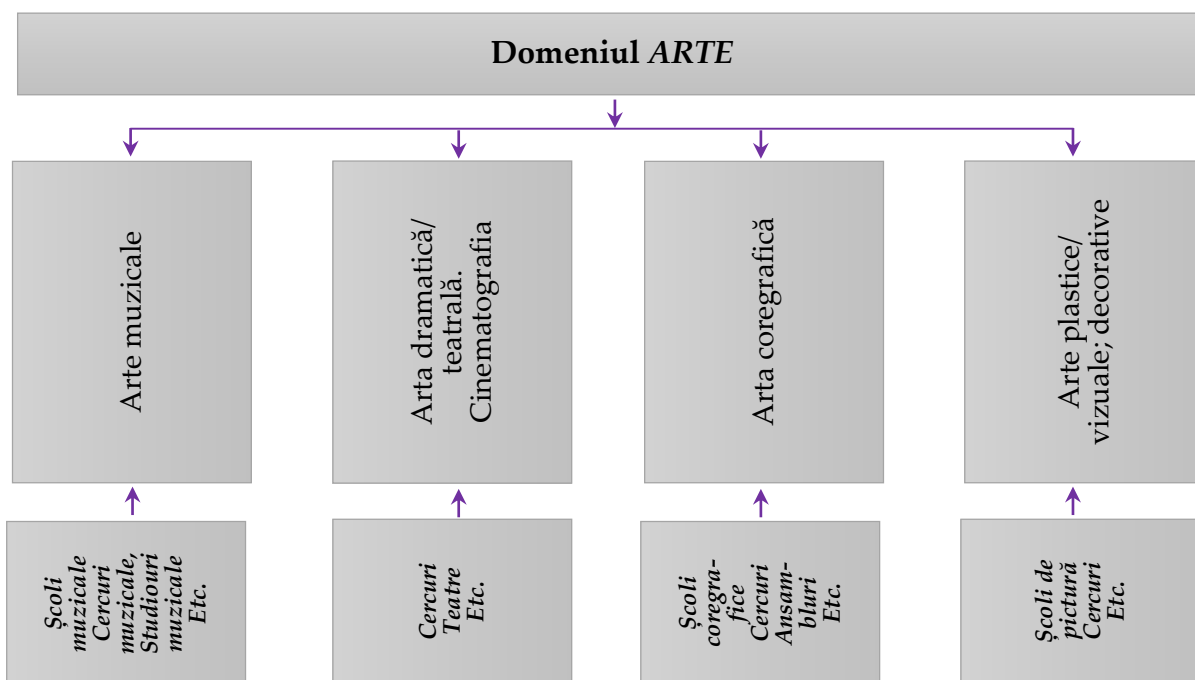 Domeniul ARTE
Arte muzicale
Arta dramatică/
teatrală.
Cinematografia
Arta coregrafică
Arte plastice/
vizuale; decorative
Școli
muzicale
Cercuri
muzicale,
Studiouri
muzicale
Etc.
Cercuri
Teatre
Etc.
Școli
coregra-
fice
Cercuri
Ansam-
bluri
Etc.
Școli de
pictură
Cercuri
Etc.